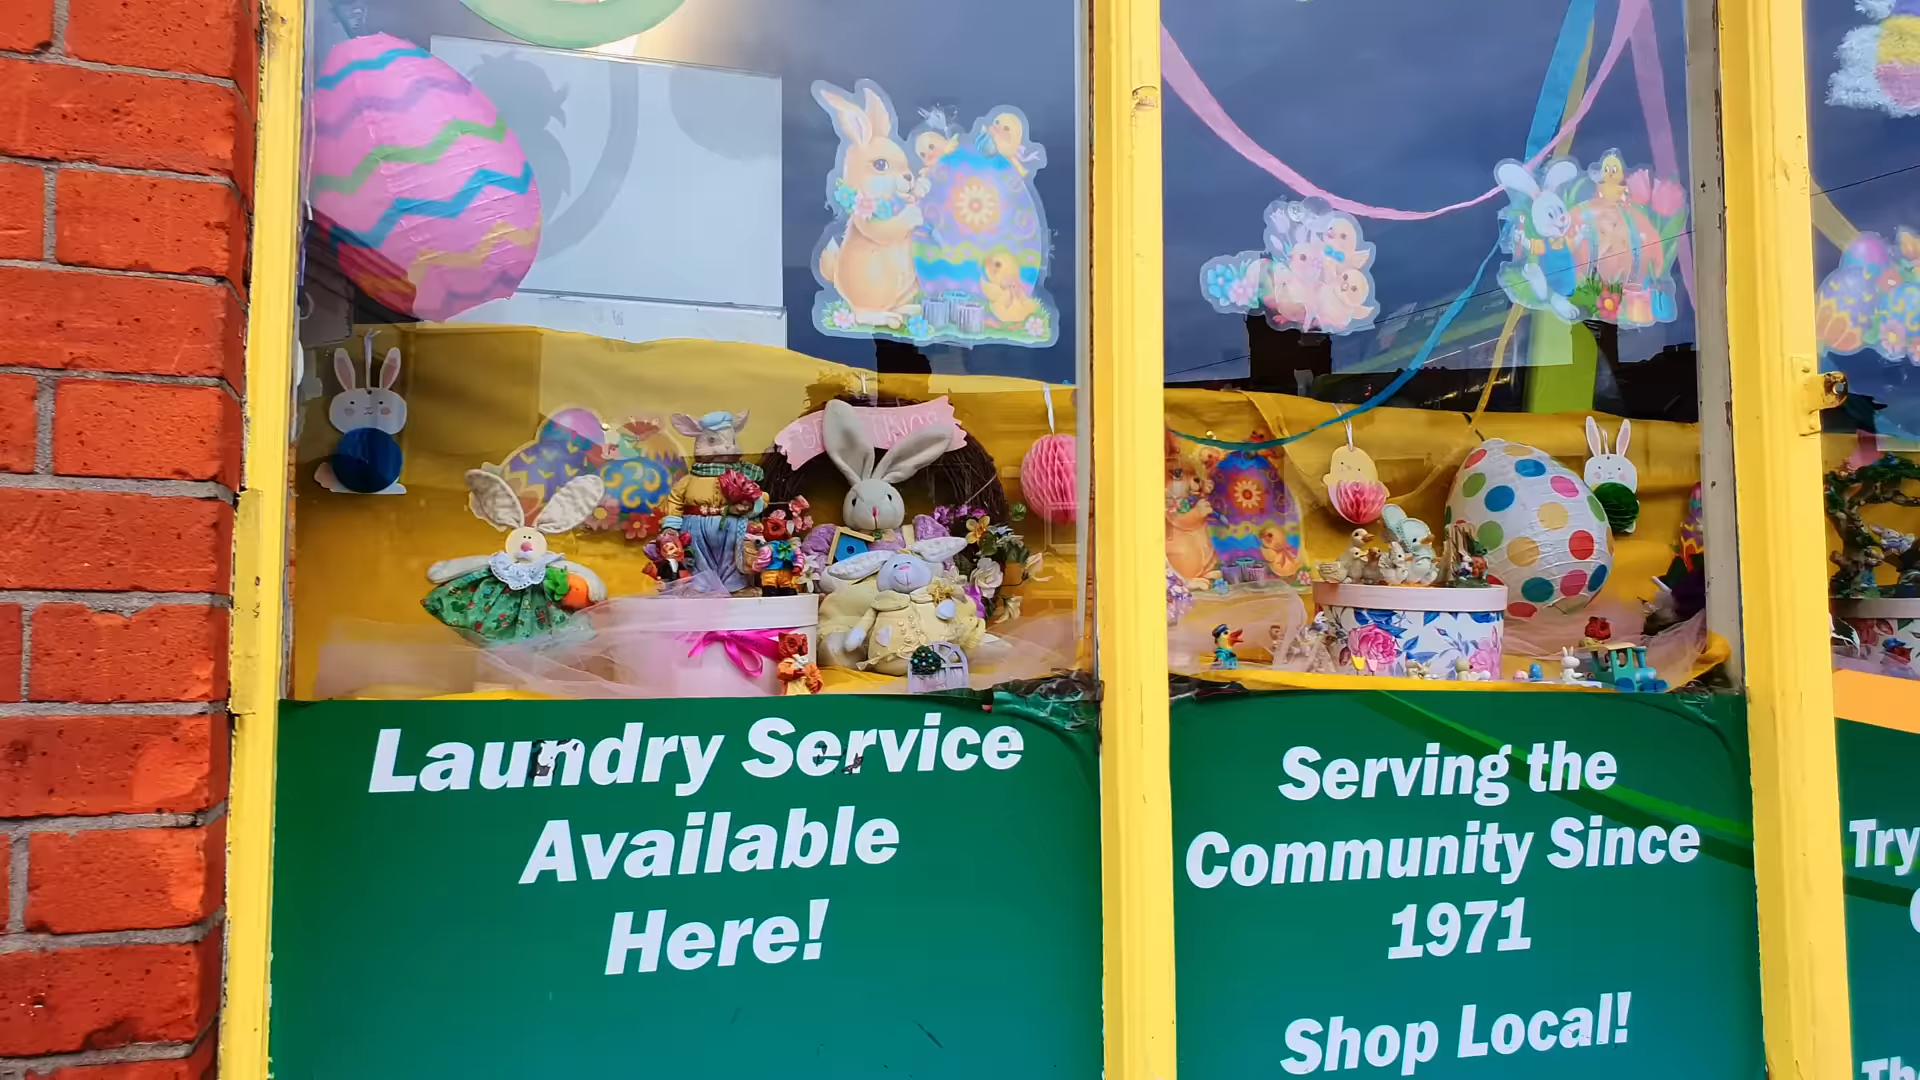 Laundry Service
Available
Here!
Serving the
Community Since
1971
Shop Local!
Try